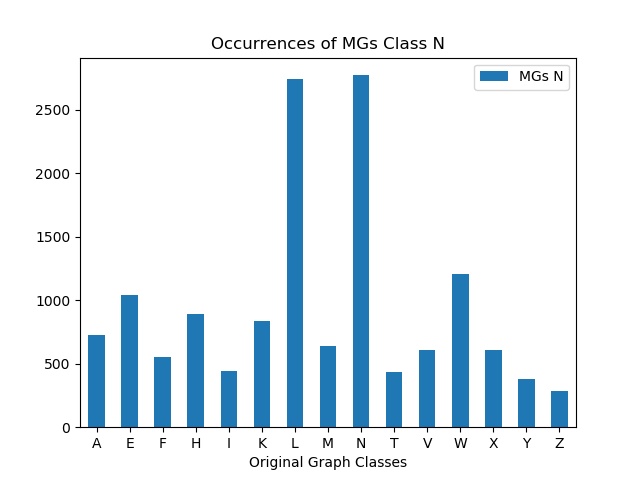 Occurrences of MGs Class N
MGs N
2500
2000
1500
1000
500
0
A E F H I K L M N T V W X Y Z
Original Graph Classes